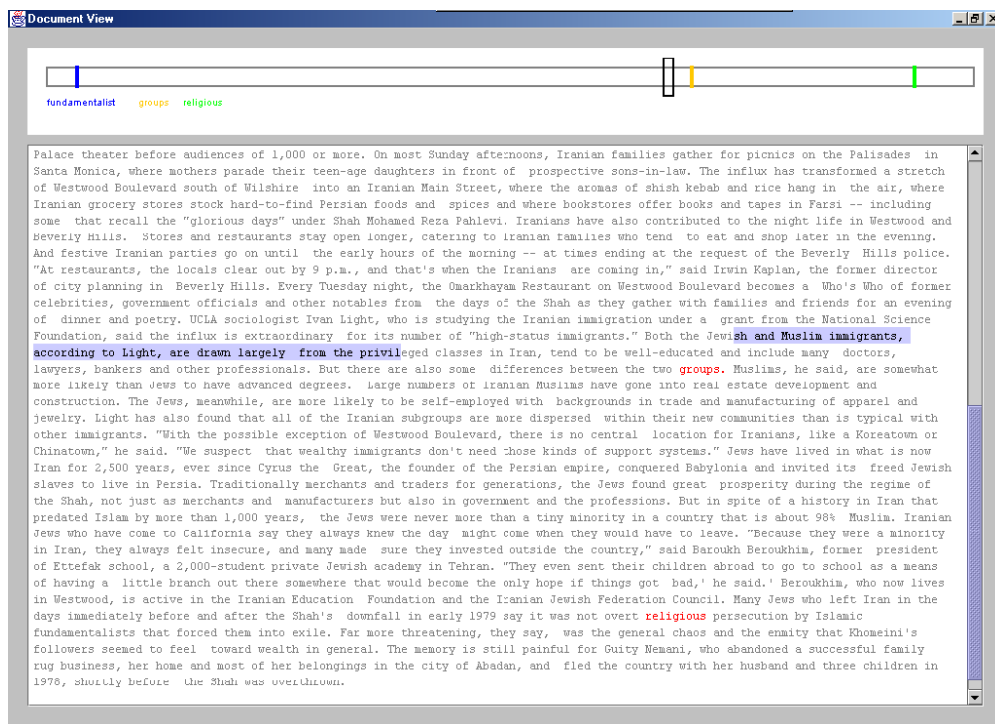 Document View
fundamentalist groups religious
Palace theater before audiences of 1,000 or more. On most Sunday afternoons, Iranian families gather for picnics on the Palisades in
Santa Monica, where mothers parade their teen-age daughters in front of prospective sons-in-law. The influx has transformed a stretch
of Westwood Boulevard south of Wilshire into an Iranian Main Street, where the aromas of shish kebab and rice hang in the air, where
Iranian grocery stores stock hard-to-find Persian foods and spices and where bookstores offer books and tapes in Farsi -- including
some that recall the "glorious days" under Shah Mohamed Reza Pahlevi. Iranians have also contributed to the night life in Westwood and
Beverly Hills. Stores and restaurants stay open longer, catering to Iranian families who tend to eat and shop later in the evening.
And festive Iranian parties go on until the early hours of the morning -- at times ending at the request of the Beverly Hills police.
"At restaurants, the locals clear out by 9 p.m., and that's when the Iranians are coming in," said Irwin Kaplan, the former director
of city planning in Beverly Hills. Every Tuesday night, the Omarkhayam Restaurant on Westwood Boulevard becomes a Who's Who of former
celebrities, government officials and other notables from the days of the Shah as they gather with families and friends for an evening
of dinner and poetry. UCLA sociologist Ivan Light, who is studying the Iranian immigration under a grant from the National Science
Foundation, said the influx is extraordinary for its number of "high-status immigrants." Both the Jewish and Muslim immigrants,
according to Light, are drawn largely from the privileged classes in Iran, tend to be well-educated and include many doctors,
lawyers, bankers and other professionals. But there are also some differences between the two groups. Muslims, he said, are somewhat
more likely than Jews to have advanced degrees. Large numbers of Iranian Muslims have gone into real estate development and
construction. The Jews, meanwhile, are more likely to be self-employed with backgrounds in trade and manufacturing of apparel and
jewelry. Light has also found that all of the Iranian subgroups are more dispersed within their new communities than is typical with
other immigrants. "With the possible exception of Westwood Boulevard, there is no central location for Iranians, like a Koreatown or
Chinatown," he said. "We suspect that wealthy immigrants don't need those kinds of support systems." Jews have lived in what is now
Iran for 2,500 years, ever since Cyrus the Great, the founder of the Persian empire, conquered Babylonia and invited its freed Jewish
slaves to live in Persia. Traditionally merchants and traders for generations, the Jews found great prosperity during the regime of
the Shah, not just as merchants and manufacturers but also in government and the professions. But in spite of a history in Iran that
predated Islam by more than 1,000 years, the Jews were never more than a tiny minority in a country that is about 98% Muslim. Iranian
Jews who have come to California say they always knew the day might come when they would have to leave. "Because they were a minority
in Iran, they always felt insecure, and many made sure they invested outside the country," said Baroukh Beroukhim, former president
of Ettefak school, a 2,000-student private Jewish academy in Tehran. "They even sent their children abroad to go to school as a means
of having a little branch out there somewhere that would become the only hope if things got bad,' he said.' Beroukhim, who now lives
in Westwood, is active in the Iranian Education Foundation and the Iranian Jewish Federation Council. Many Jews who left Iran in the
days immediately before and after the Shah's downfall in early 1979 say it was not overt religious persecution by Islamic
fundamentalists that forced them into exile. Far more threatening, they say, was the general chaos and the enmity that Khomeini's
followers seemed to feel toward wealth in general. The memory is still painful for Guity Nemani, who abandoned a successful family
rug business, her home and most of her belongings in the city of Abadan, and fled the country with her husband and three children in
1978, shortly before the Shah was overthrown.